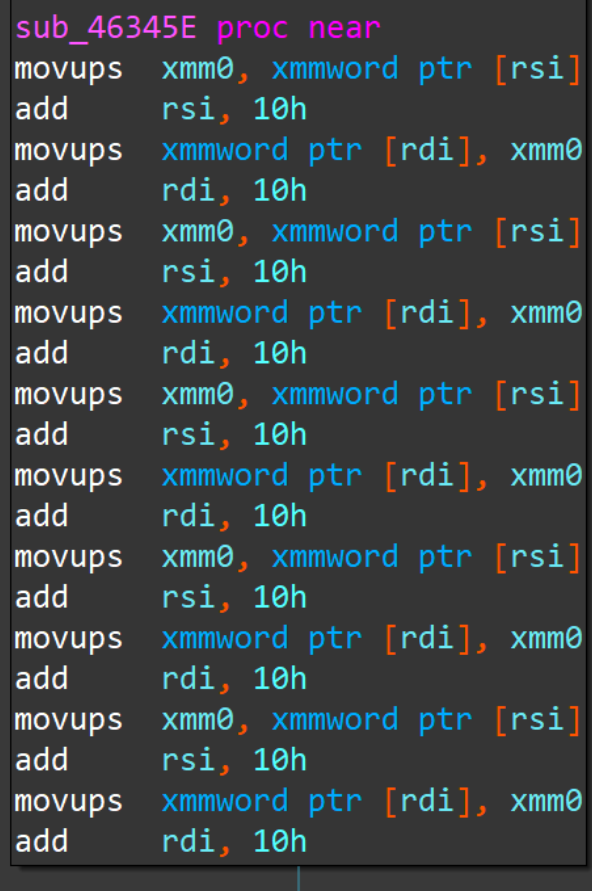 sub_46345E proc near
movups  xmm0, xmmword ptr [rsi]
add     rsi, 10h
movups  xmmword ptr [rdi], xmm0
add     rdi, 10h
movups  xmm0, xmmword ptr [rsi]
add     rsi, 10h
movups  xmmword ptr [rdi], xmm0
add     rdi, 10h
movups  xmm0, xmmword ptr [rsi]
add     rsi, 10h
movups  xmmword ptr [rdi], xmm0
add     rdi, 10h
movups  xmm0, xmmword ptr [rsi]
add     rsi, 10h
movups  xmmword ptr [rdi], xmm0
add     rdi, 10h
movups  xmm0, xmmword ptr [rsi]
add     rsi, 10h
movups  xmmword ptr [rdi], xmm0
add     rdi, 10h